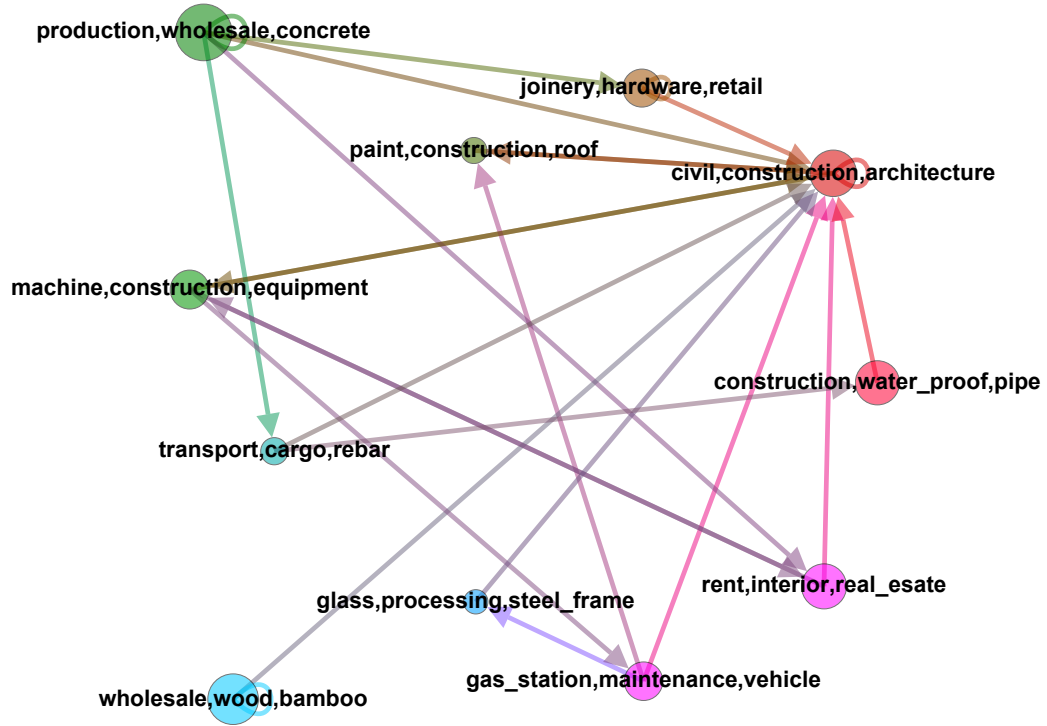 production,wholesale,concrete
joinery,hardware,retail
paint,construction,roof
civil,construction,architecture
machine,construction,equipment
construction,water_proof,pipe
transport,cargo,rebar
rent,interior,real_esate
glass,processing,steel_frame
gas_station,maintenance,vehicle
wholesale,wood,bamboo